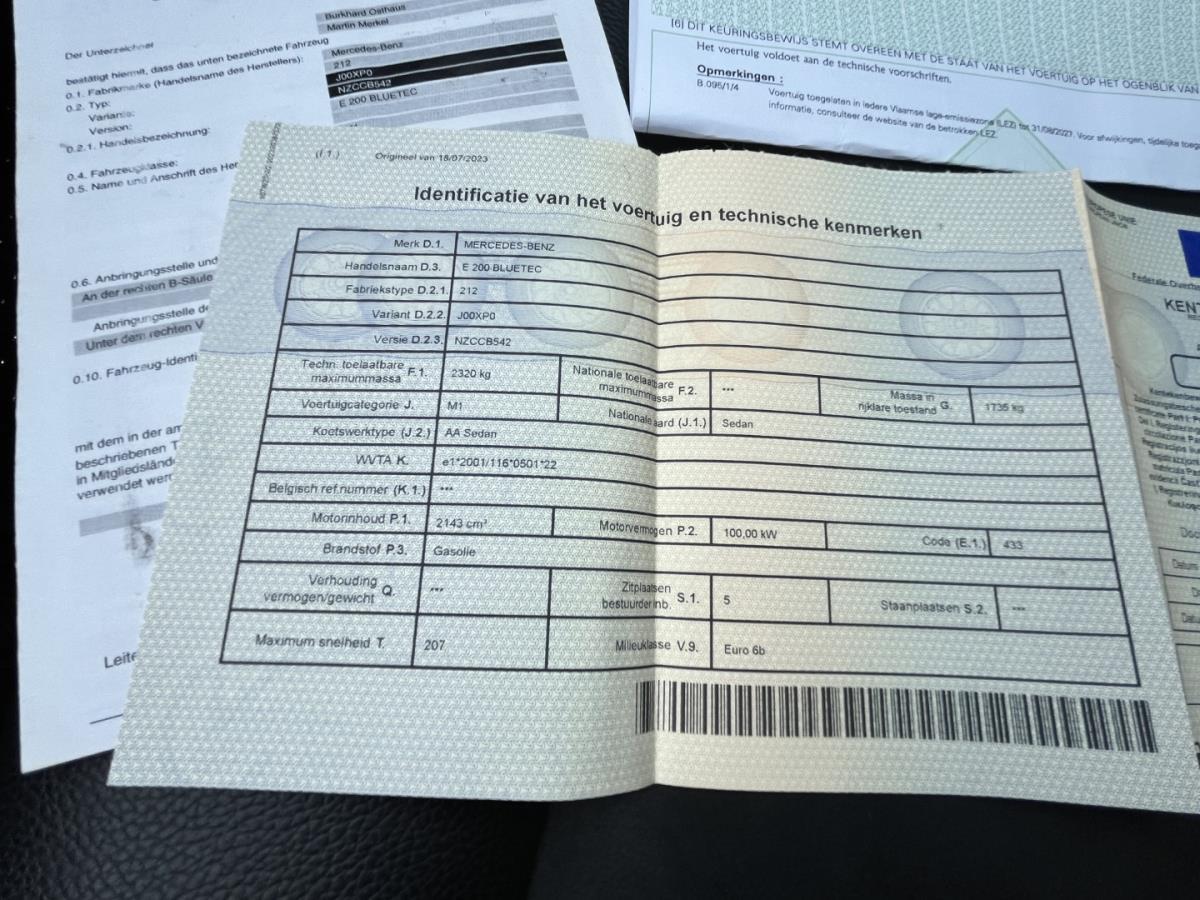 Burkhard Osthaus
Martin Merkel
Der Unterzeichner
bestätigt hiermit, dass das unten bezeichnete Fahrzeug
0.1. Fabrikmarke (Handelsname des Herstellers): Mercedes-Benz
0.2. Typ: 212
Variante: J00XP0
Version: NZCCB542
0.2.1. Handelsbezeichnung: E 200 BLUETEC
0.4. Fahrzeugklasse:
0.5. Name und Anschrift des Her
0.6. Anbringungsstelle und
An der rechten B-Säule
Anbringungsstelle de
Unter dem rechten V
0.10. Fahrzeug-Identi
mit dem in der am
beschriebenen T
in Mitgliedslände
verwendet wer
Leite
[6] DIT KEURINGSBEWIJS STEMT OVEREEN MET DE STAAT VAN HET VOERTUIG OP HET OGENBLIK VAN
Het voertuig voldoet aan de technische voorschriften.
Opmerkingen :
B.095/1/4 Voertuig toegelaten in iedere Vlaamse lage-emissiezone (LEZ) tot 31/08/2027. Voor afwijkingen, tijdelijke toega
informatie, consulteer de website van de betrokken LEZ.
(I 1.) Origineel van 18/07/2023
Identificatie van het voertuig en technische kenmerken
Merk D.1. MERCEDES-BENZ
Handelsnaam D.3. E 200 BLUETEC
Fabriekstype D.2.1. 212
Variant D.2.2. J00XP0
Versie D.2.3. NZCCB542
Techn. toelaatbare maximummassa F.1. 2320 kg Nationale toelaatbare maximummassa F.2. *** Massa in rijklare toestand G. 1735 kg
Voertuigcategorie J. M1 Nationale aard (J.1.) Sedan
Koetswerktype (J.2.) AA Sedan
WVTA K. e1*2001/116*0501*22
Belgisch ref.nummer (K.1.) ***
Motorinhoud P.1. 2143 cm³ Motorvermogen P.2. 100,00 kW Code (E.1.) 433
Brandstof P.3. Gasolie
Verhouding vermogen/gewicht Q. *** Zitplaatsen bestuurder inb. S.1. 5 Staanplaatsen S.2. ***
Maximum snelheid T. 207 Milieuklasse V.9. Euro 6b
Federale Overhe
KENT